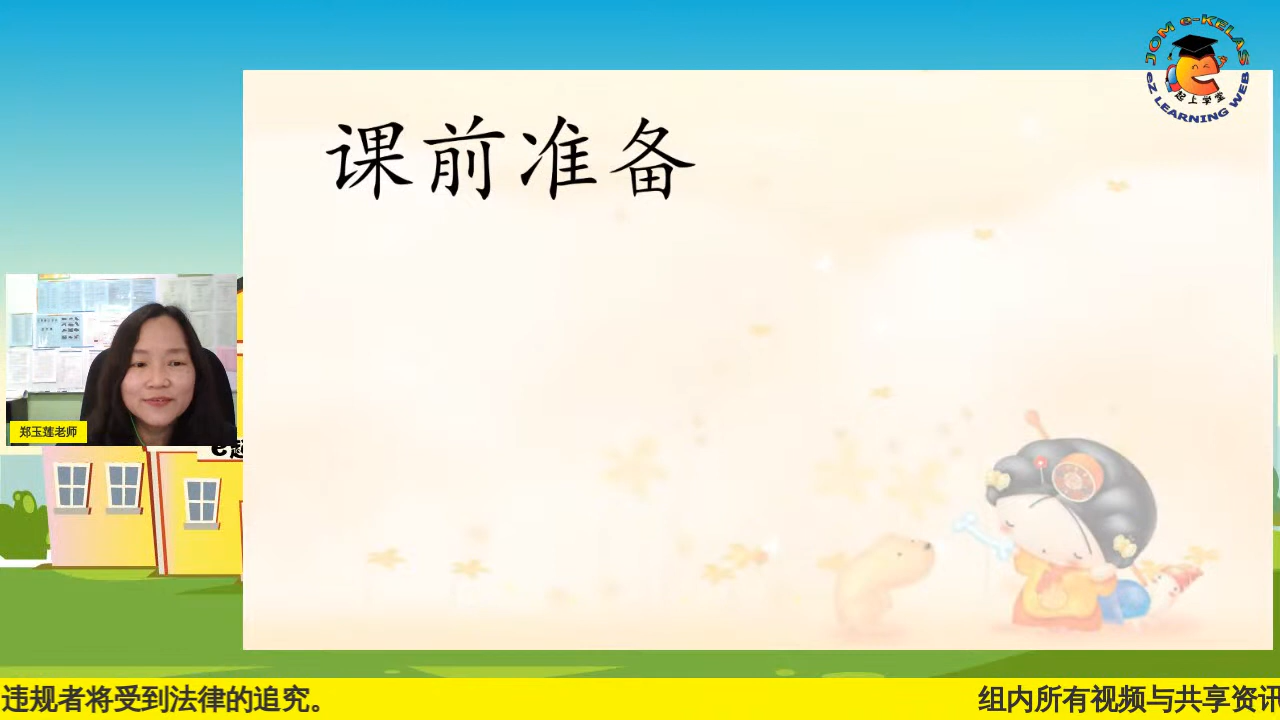 JOM e-KELAS
起上学堂
eZ LEARNING WEB
课前准备
郑玉莲老师
违规者将受到法律的追究。
组内所有视频与共享资讯